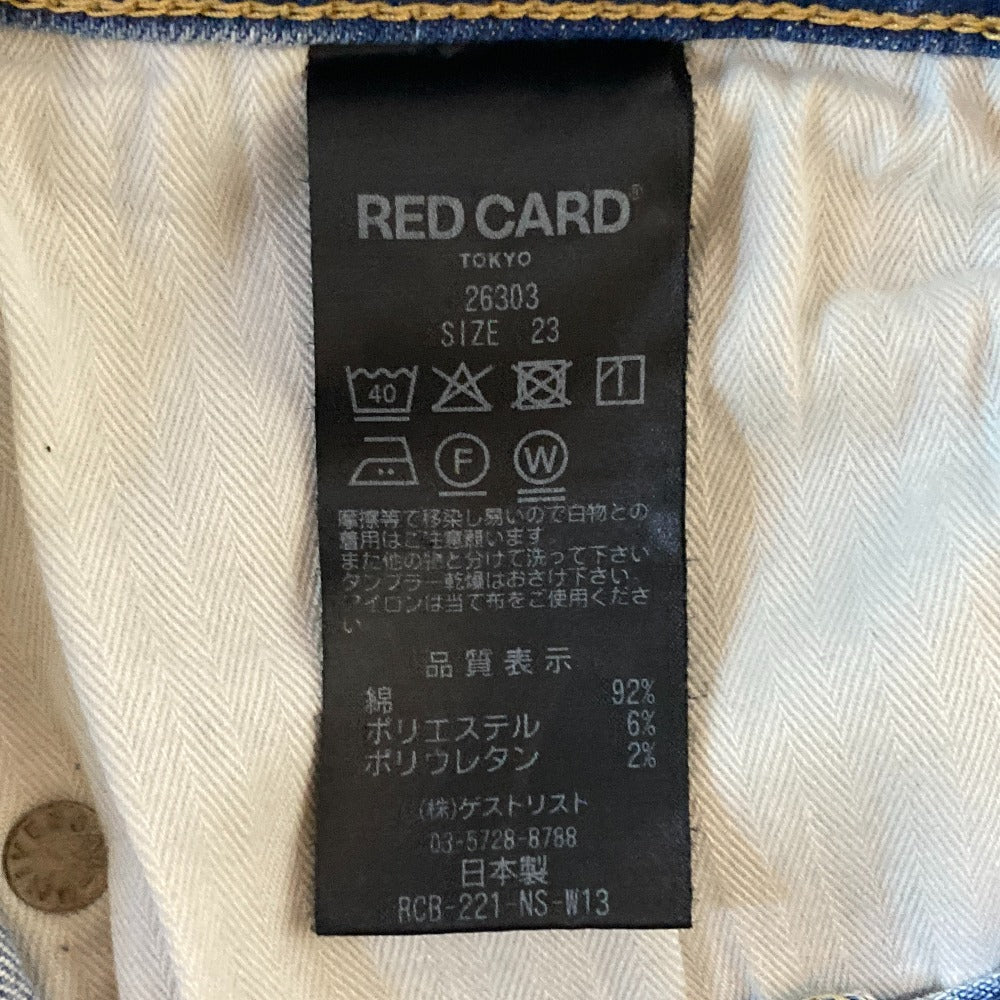 RED CARD®
TOKYO
26303
SIZE 23
40
F W
摩擦等で移染し易いので白物との
着用はご注意願います。
また他の物と分けて洗って下さい
タンブラー乾燥はおさけ下さい。
アイロンは当て布をご使用くださ
い
品質表示
綿 92%
ポリエステル 6%
ポリウレタン 2%
(株)ゲストリスト
03-5728-8788
日本製
RCB-221-NS-W13